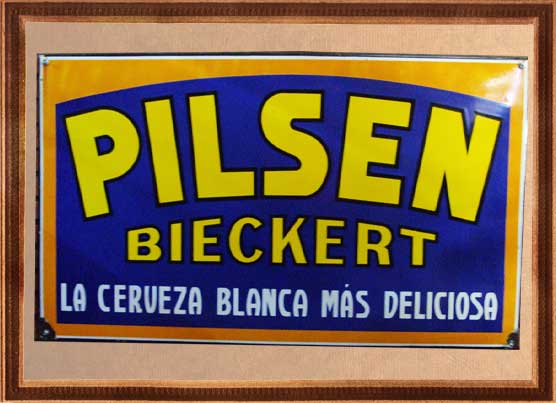 PILSEN
BIECKERT
LA CERVEZA BLANCA MÁS DELICIOSA